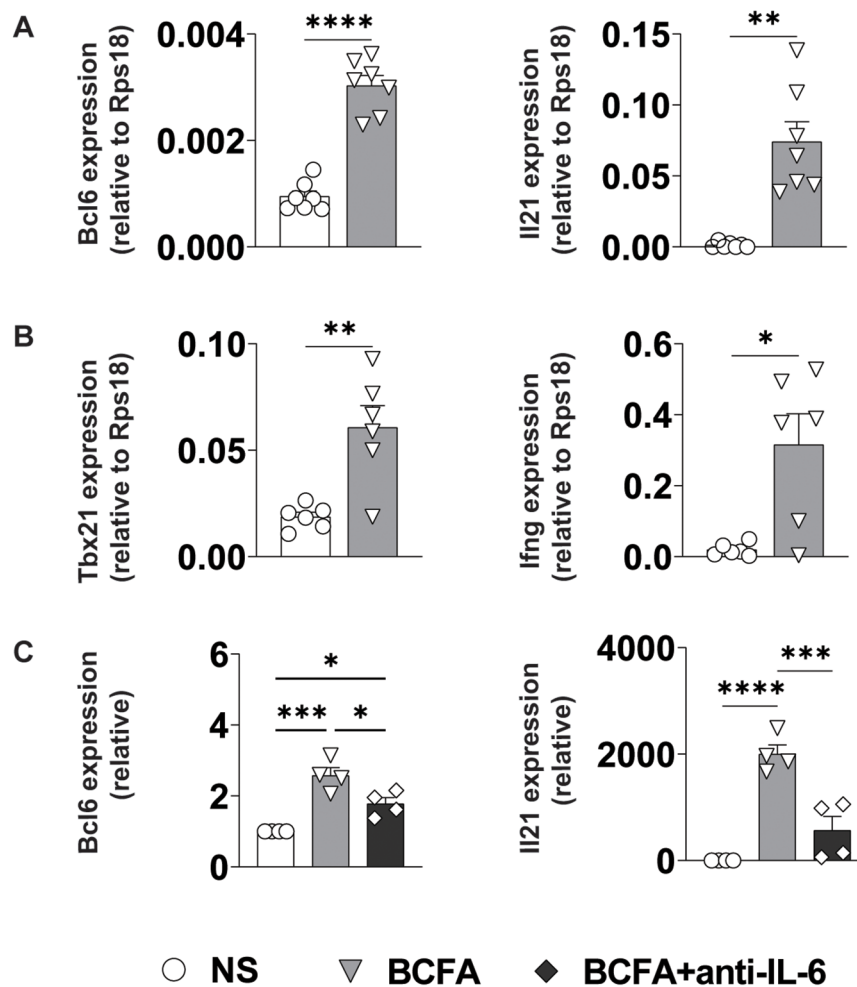 A
Bcl6 expression
(relative to Rps18)
0.004
0.002
0.000
****
Il21 expression
(relative to Rps18)
0.15
0.10
0.05
0.00
**
B
Tbx21 expression
(relative to Rps18)
0.10
0.05
0.00
**
Ifng expression
(relative to Rps18)
0.6
0.4
0.2
0.0
*
C
Bcl6 expression
(relative)
6
4
2
0
*
*** *
Il21 expression
(relative)
4000
2000
0
***
****
NS BCFA BCFA+anti-IL-6